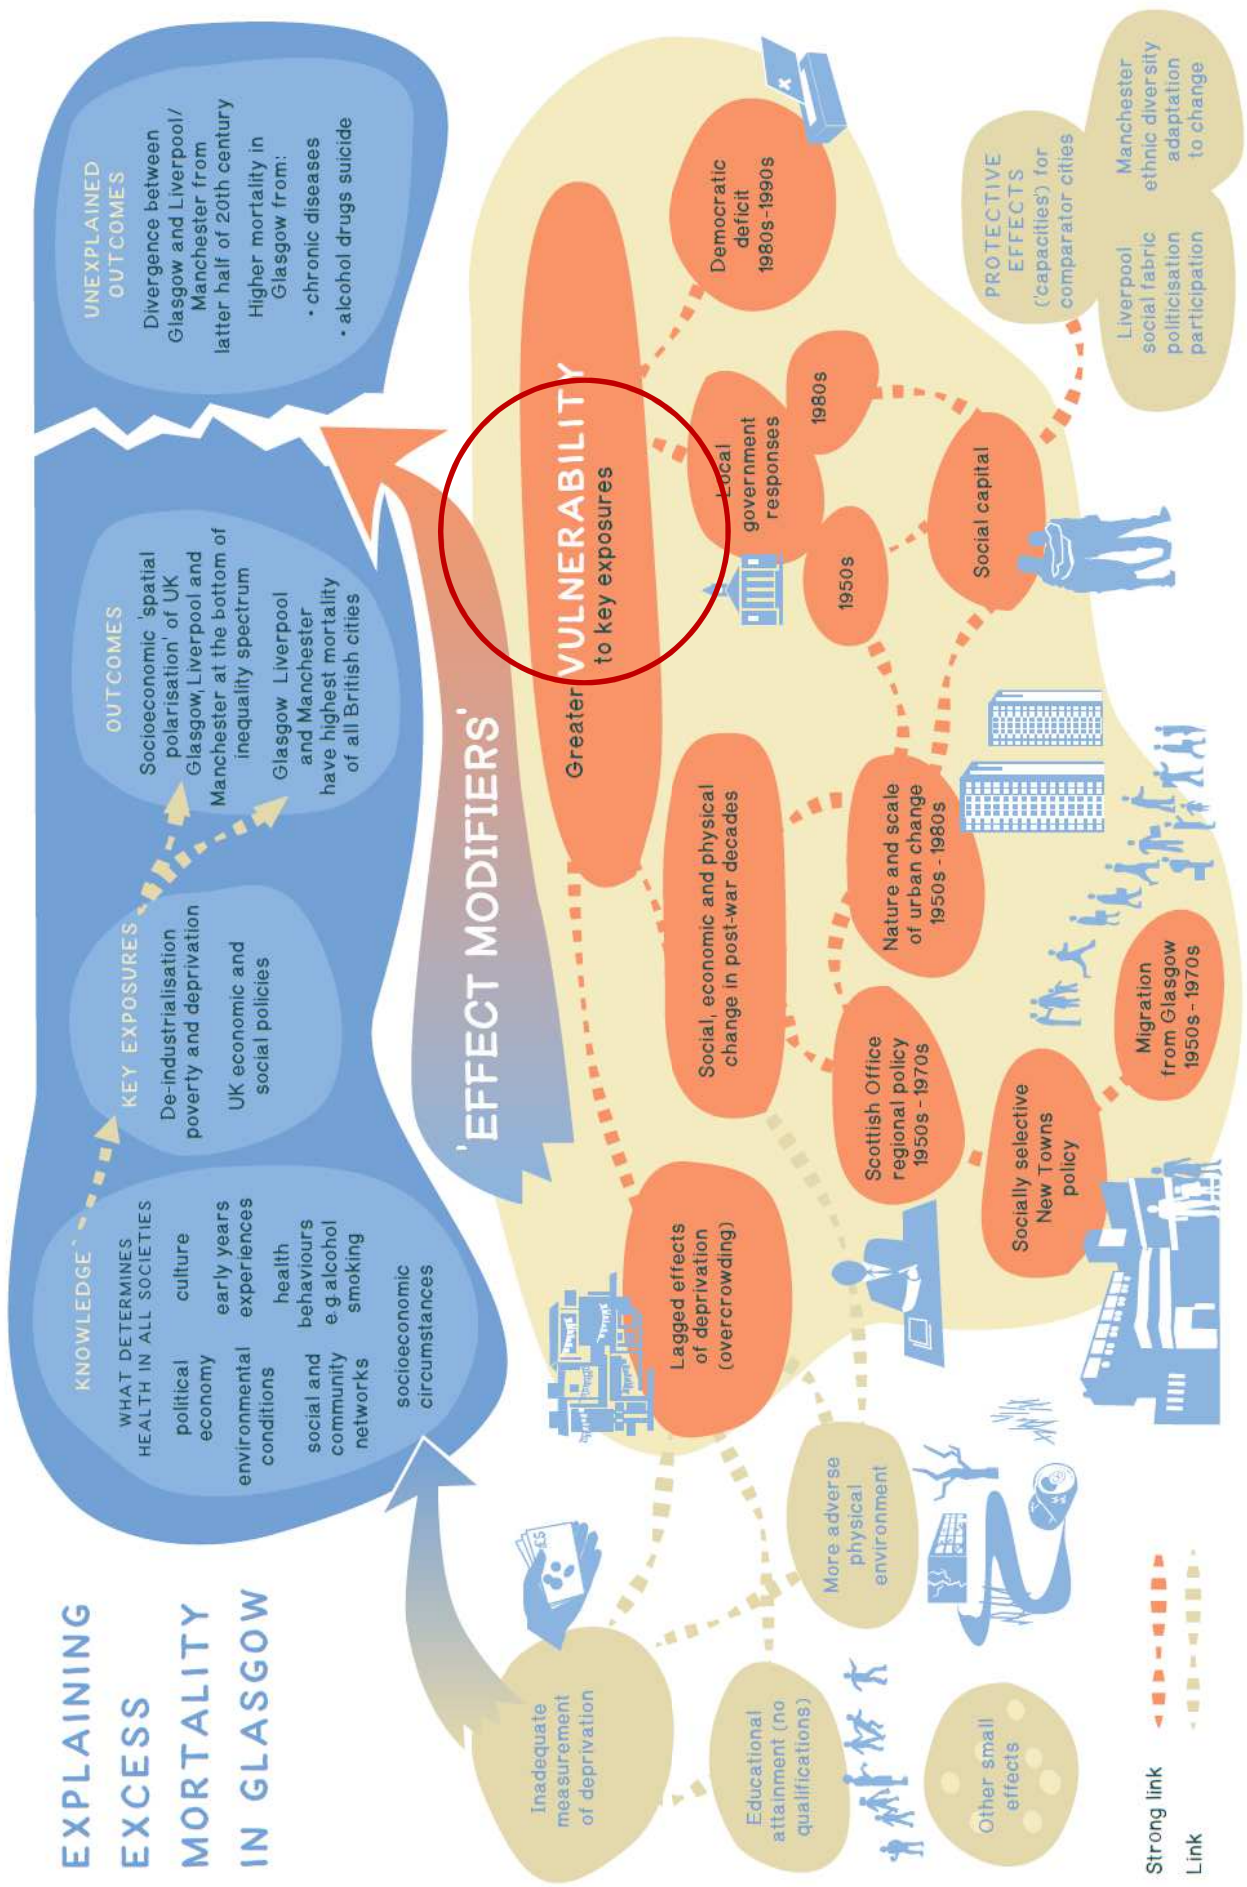 EXPLAINING
EXCESS
MORTALITY
IN GLASGOW
KNOWLEDGE
WHAT DETERMINES
HEALTH IN ALL SOCIETIES
political
economy
culture
environmental
conditions
early years
experiences
social and
community
networks
health
behaviours
e.g.alcohol
smoking
socioeconomic
circumstances
KEY EXPOSURES
De-industrialisation
poverty and deprivation
UK economic and
social policies
OUTCOMES
Socioeconomic 'spatial
polarisation' of UK
Glasgow, Liverpool and
Manchester at the bottom of
inequality spectrum
Glasgow Liverpool
and Manchester
have highest mortality
of all British cities
UNEXPLAINED
OUTCOMES
Divergence between
Glasgow and Liverpool/
Manchester from
latter half of 20th century
Higher mortality in
Glasgow from:
• chronic diseases
• alcohol drugs suicide
'EFFECT MODIFIERS'
Greater VULNERABILITY
to key exposures
Inadequate
measurement
of deprivation
£5
Educational
attainment (no
qualifications)
Other small
effects
More adverse
physical
environment
Lagged effects
of deprivation
(overcrowding)
Social, economic and physical
change in post-war decades
Scottish Office
regional policy
1950s - 1970s
Socially selective
New Towns
policy
Migration
from Glasgow
1950s - 1970s
Nature and scale
of urban change
1950s - 1980s
Local
government
responses
1950s
1980s
Social capital
Democratic
deficit
1980s-1990s
x
PROTECTIVE
EFFECTS
('capacities') for
comparator cities
Liverpool
social fabric
politicisation
participation
Manchester
ethnic diversity
adaptation
to change
Strong link
Link